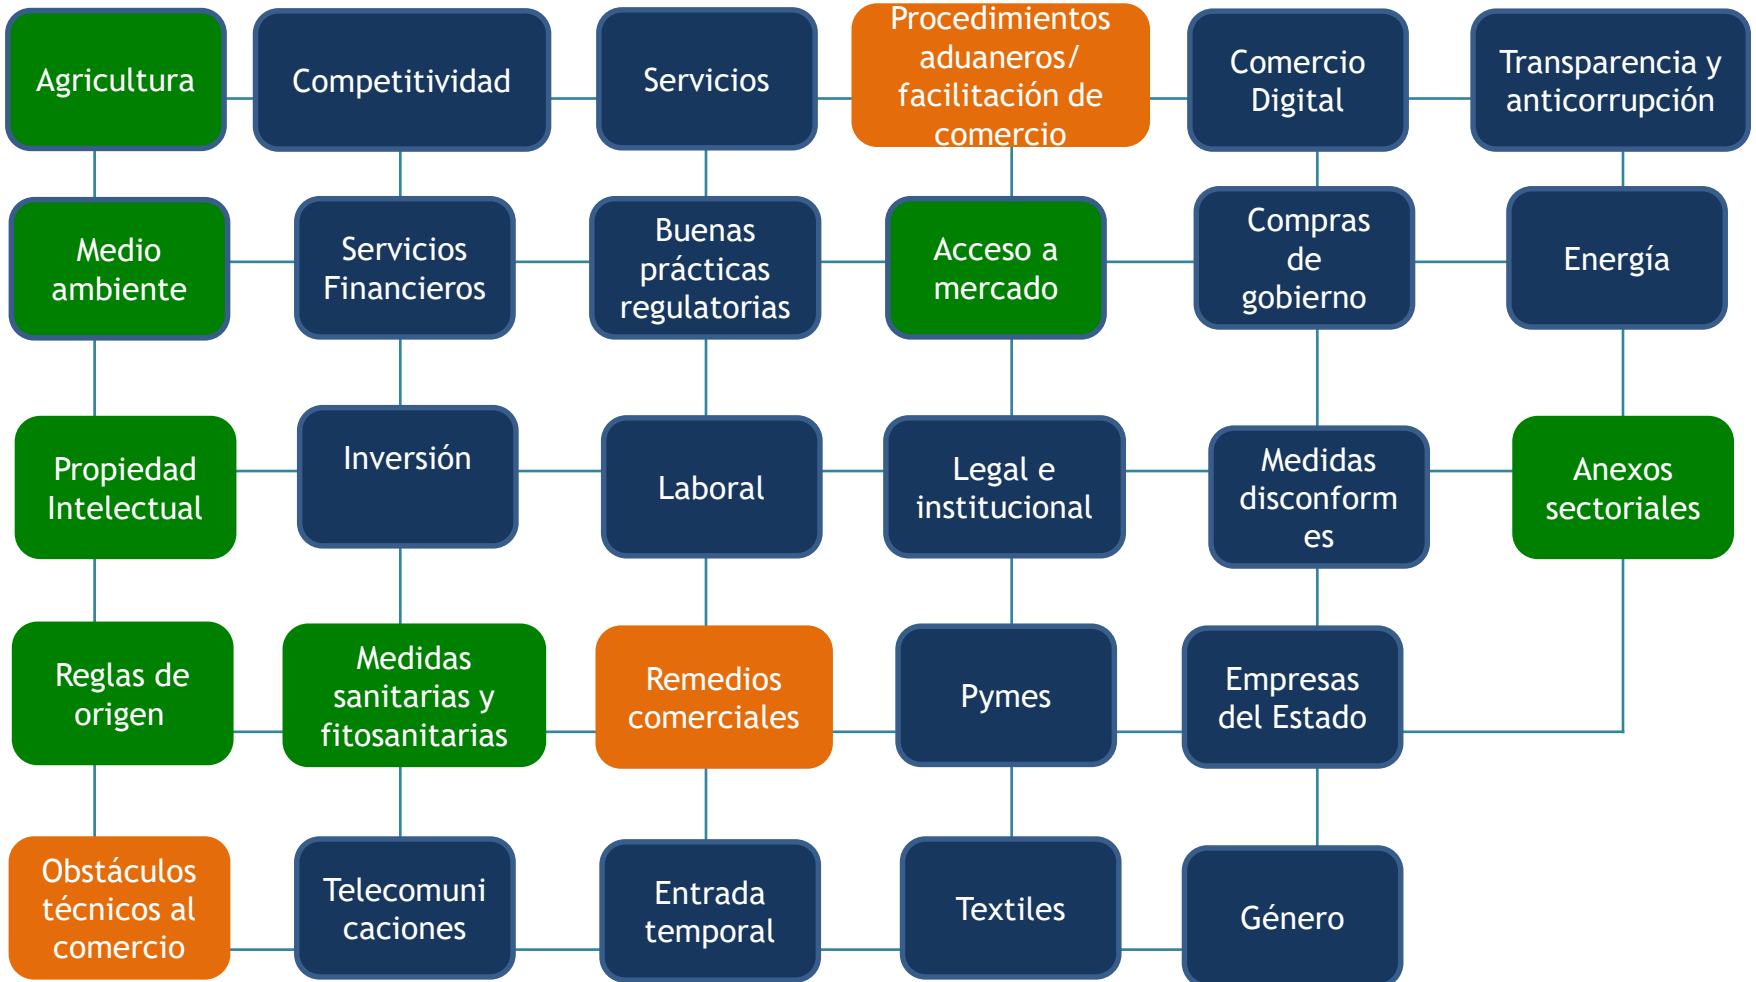 Agricultura
Competitividad
Servicios
Procedimientos
aduaneros/
facilitación de
comercio
Comercio
Digital
Transparencia y
anticorrupción
Medio
ambiente
Servicios
Financieros
Buenas
prácticas
regulatorias
Acceso a
mercado
Compras
de
gobierno
Energía
Propiedad
Intelectual
Inversión
Laboral
Legal e
institucional
Medidas
disconform
es
Anexos
sectoriales
Reglas de
origen
Medidas
sanitarias y
fitosanitarias
Remedios
comerciales
Pymes
Empresas
del Estado
Obstáculos
técnicos al
comercio
Telecomuni
caciones
Entrada
temporal
Textiles
Género